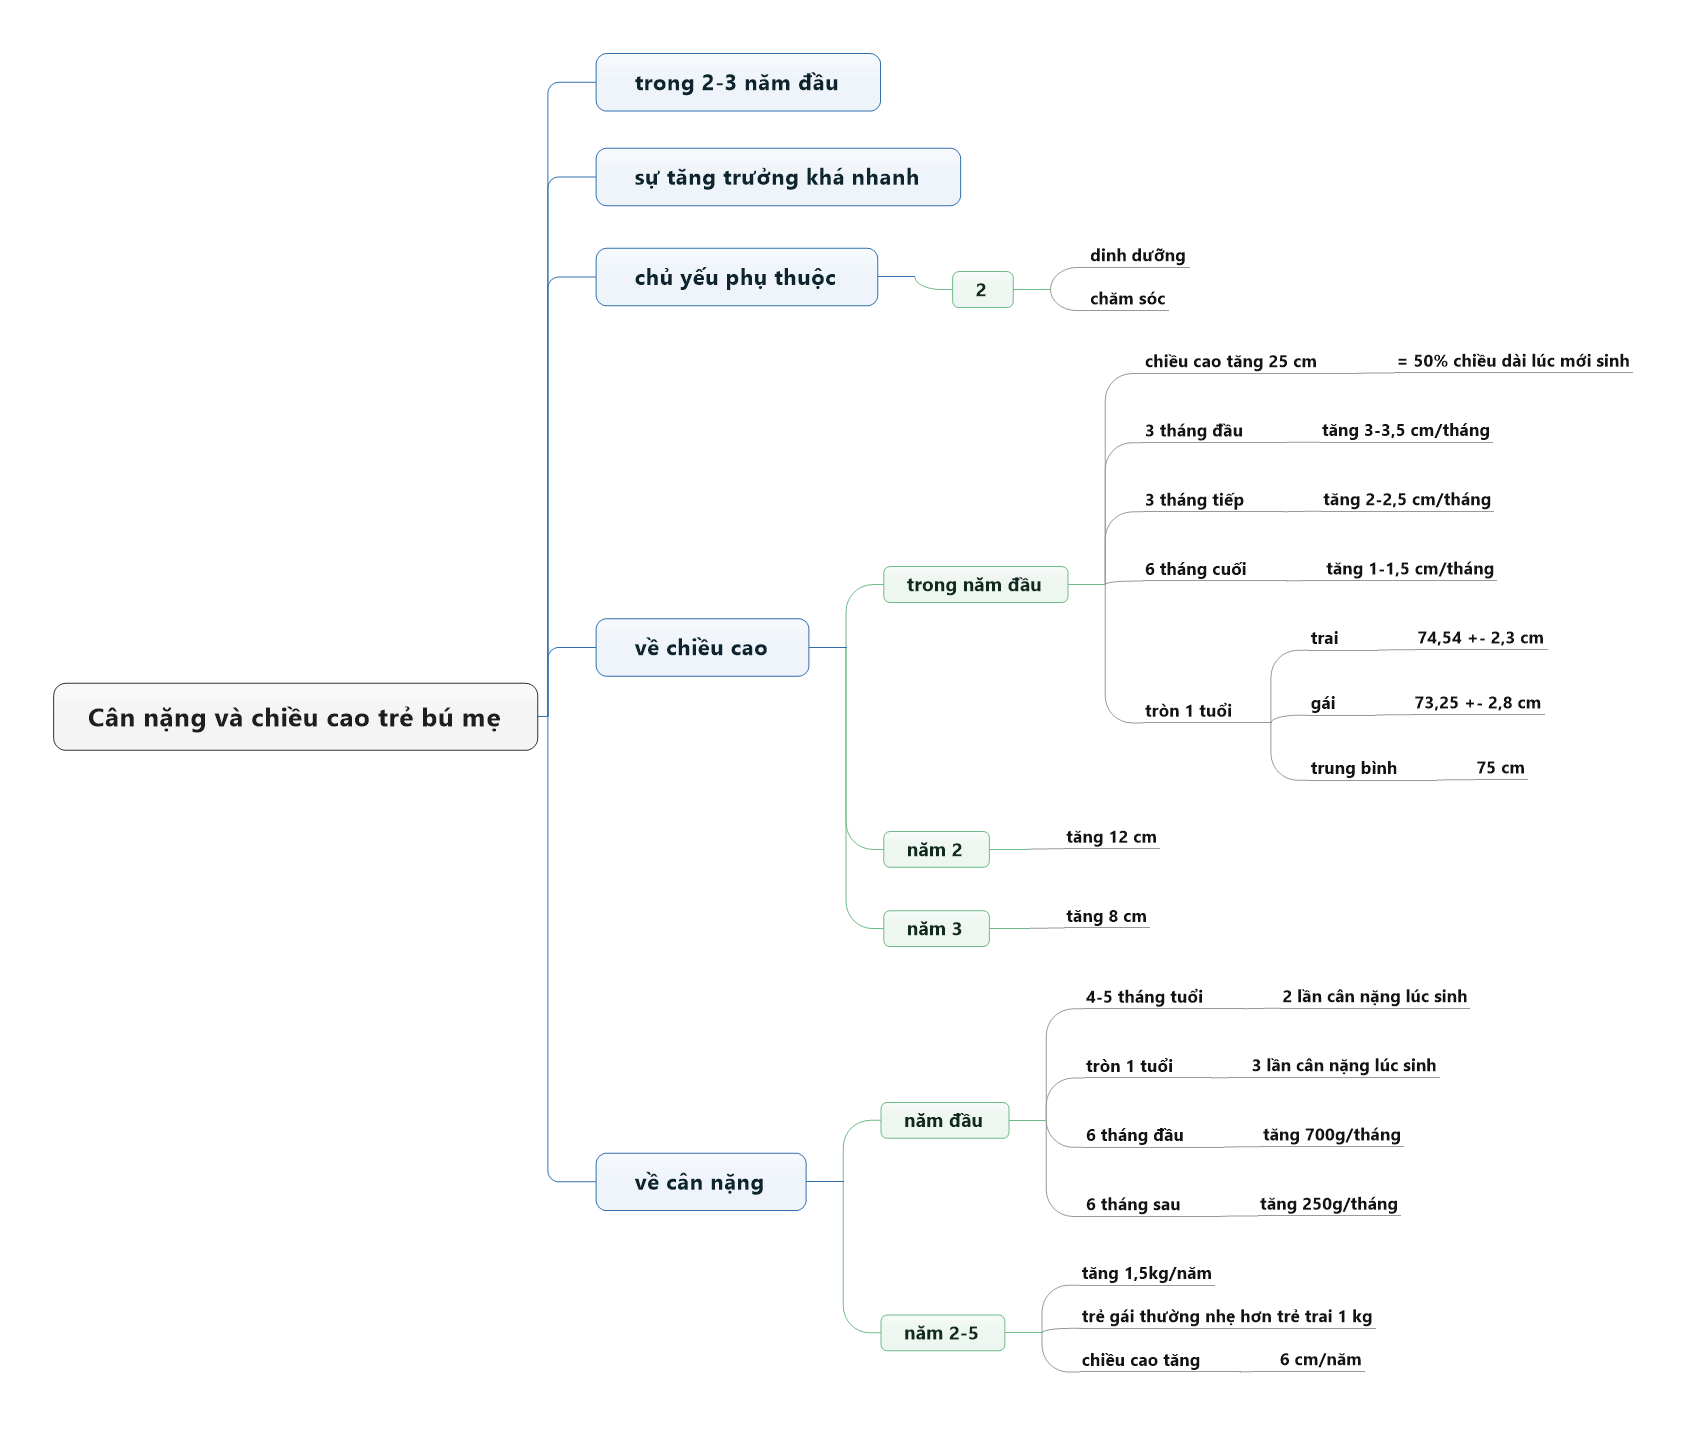 trong 2-3 năm đầu
sự tăng trưởng khá nhanh
chủ yếu phụ thuộc
2
dinh dưỡng
chăm sóc
Cân nặng và chiều cao trẻ bú mẹ
về chiều cao
trong năm đầu
chiều cao tăng 25 cm
= 50% chiều dài lúc mới sinh
3 tháng đầu
tăng 3-3,5 cm/tháng
3 tháng tiếp
tăng 2-2,5 cm/tháng
6 tháng cuối
tăng 1-1,5 cm/tháng
tròn 1 tuổi
trai
74,54 +- 2,3 cm
gái
73,25 +- 2,8 cm
trung bình
75 cm
năm 2
tăng 12 cm
năm 3
tăng 8 cm
về cân nặng
năm đầu
4-5 tháng tuổi
2 lần cân nặng lúc sinh
tròn 1 tuổi
3 lần cân nặng lúc sinh
6 tháng đầu
tăng 700g/tháng
6 tháng sau
tăng 250g/tháng
năm 2-5
tăng 1,5kg/năm
trẻ gái thường nhẹ hơn trẻ trai 1 kg
chiều cao tăng
6 cm/năm